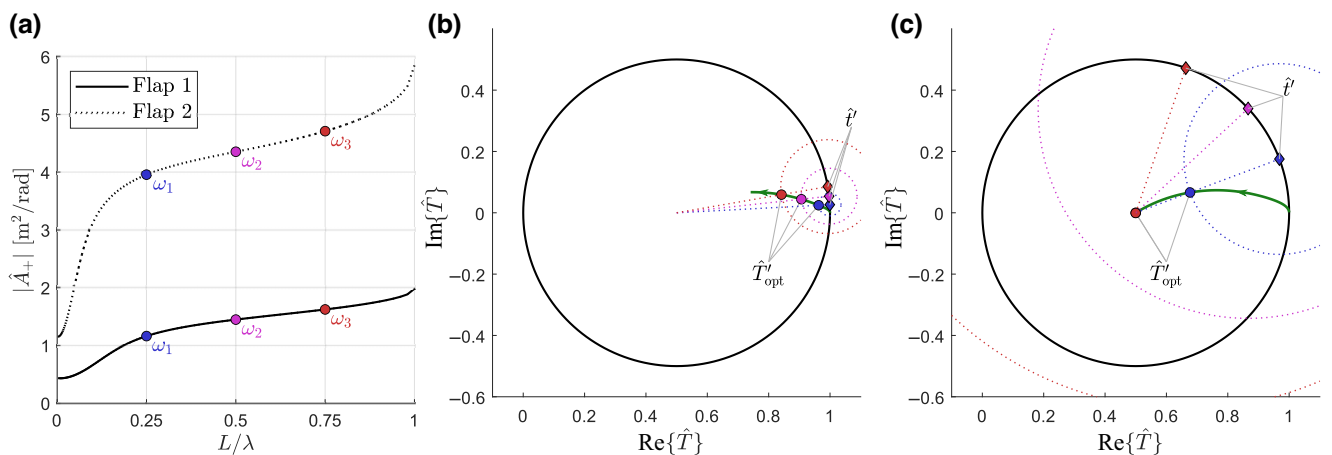 (a)
6
5
4
3
2
1
0
|Â₊| [m²/rad]
Flap 1
Flap 2
ω₁
ω₂
ω₃
ω₁
ω₂
ω₃
0
0.25
0.5
0.75
1
L/λ
(b)
0.4
0.2
0
−0.2
−0.4
−0.6
Im{T̂}
t̂′
T̂′opt
0
0.2
0.4
0.6
0.8
1
Re{T̂}
(c)
0.4
0.2
0
−0.2
−0.4
−0.6
Im{T̂}
t̂′
T̂′opt
0
0.2
0.4
0.6
0.8
1
Re{T̂}